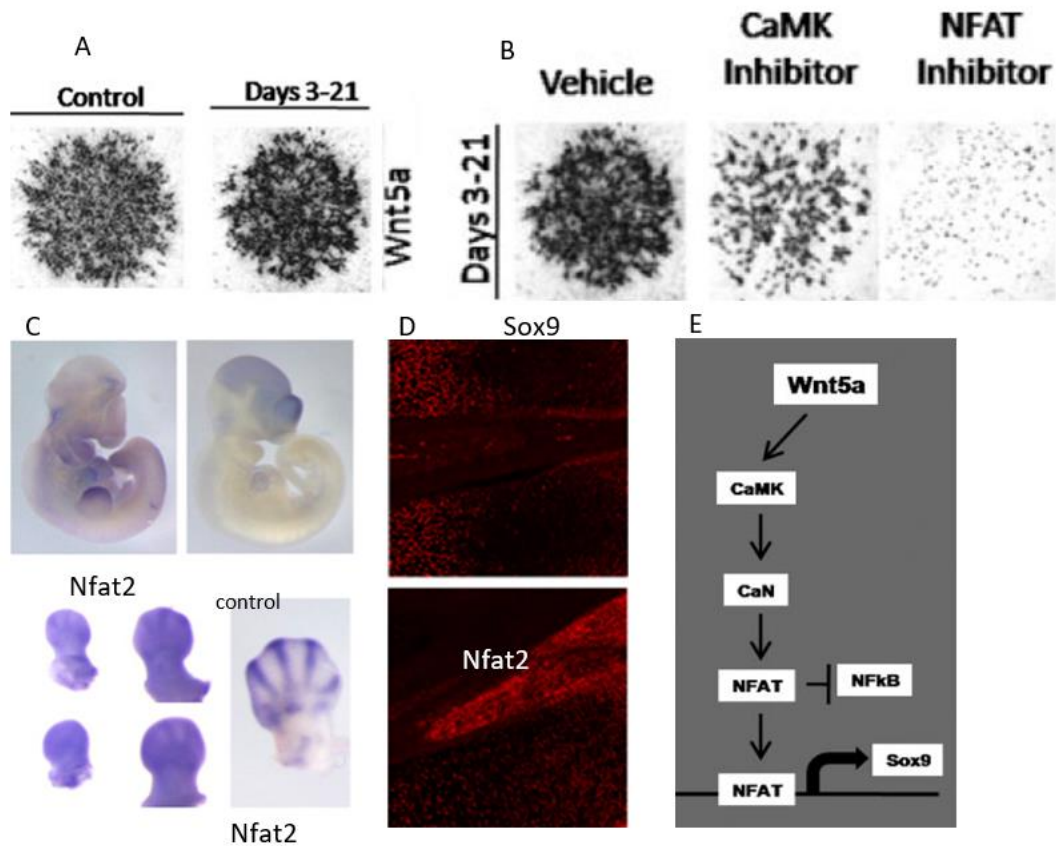 A
Control
Days 3-21
Wnt5a
B
Vehicle
CaMK
Inhibitor
NFAT
Inhibitor
Days 3-21
C
Nfat2
control
Nfat2
D
Sox9
Nfat2
E
Wnt5a
CaMK
CaN
NFAT
NFkB
NFAT
Sox9